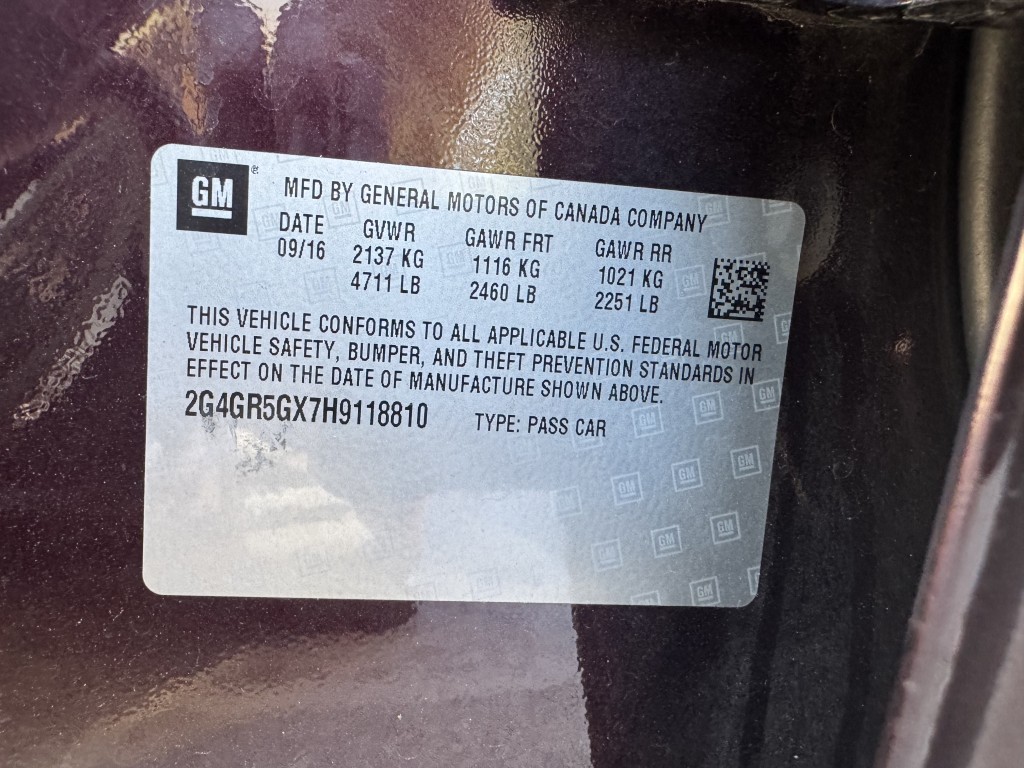 GM ® MFD BY GENERAL MOTORS OF CANADA COMPANY
DATE GVWR GAWR FRT GAWR RR
09/16 2137 KG 1116 KG 1021 KG
4711 LB 2460 LB 2251 LB
THIS VEHICLE CONFORMS TO ALL APPLICABLE U.S. FEDERAL MOTOR
VEHICLE SAFETY, BUMPER, AND THEFT PREVENTION STANDARDS IN
EFFECT ON THE DATE OF MANUFACTURE SHOWN ABOVE.
2G4GR5GX7H9118810 TYPE: PASS CAR